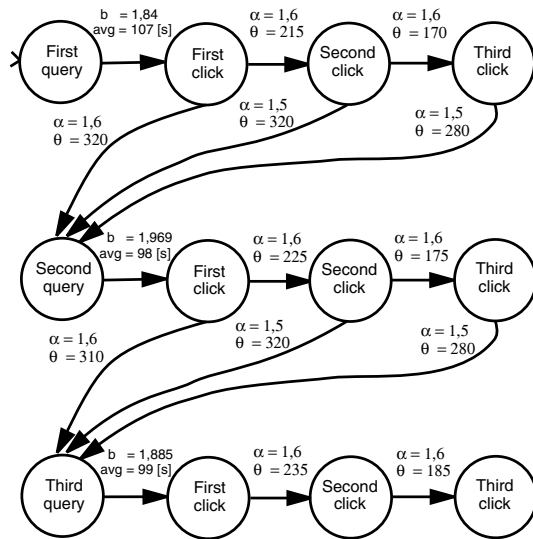 b = 1,84
avg = 107 [s]
α = 1,6
θ = 215
α = 1,6
θ = 170
First
query
First
click
Second
click
Third
click
α = 1,6
θ = 320
α = 1,5
θ = 320
α = 1,5
θ = 280
b = 1,969
avg = 98 [s]
α = 1,6
θ = 225
α = 1,6
θ = 175
Second
query
First
click
Second
click
Third
click
α = 1,6
θ = 310
α = 1,5
θ = 320
α = 1,5
θ = 280
b = 1,885
avg = 99 [s]
α = 1,6
θ = 235
α = 1,6
θ = 185
Third
query
First
click
Second
click
Third
click